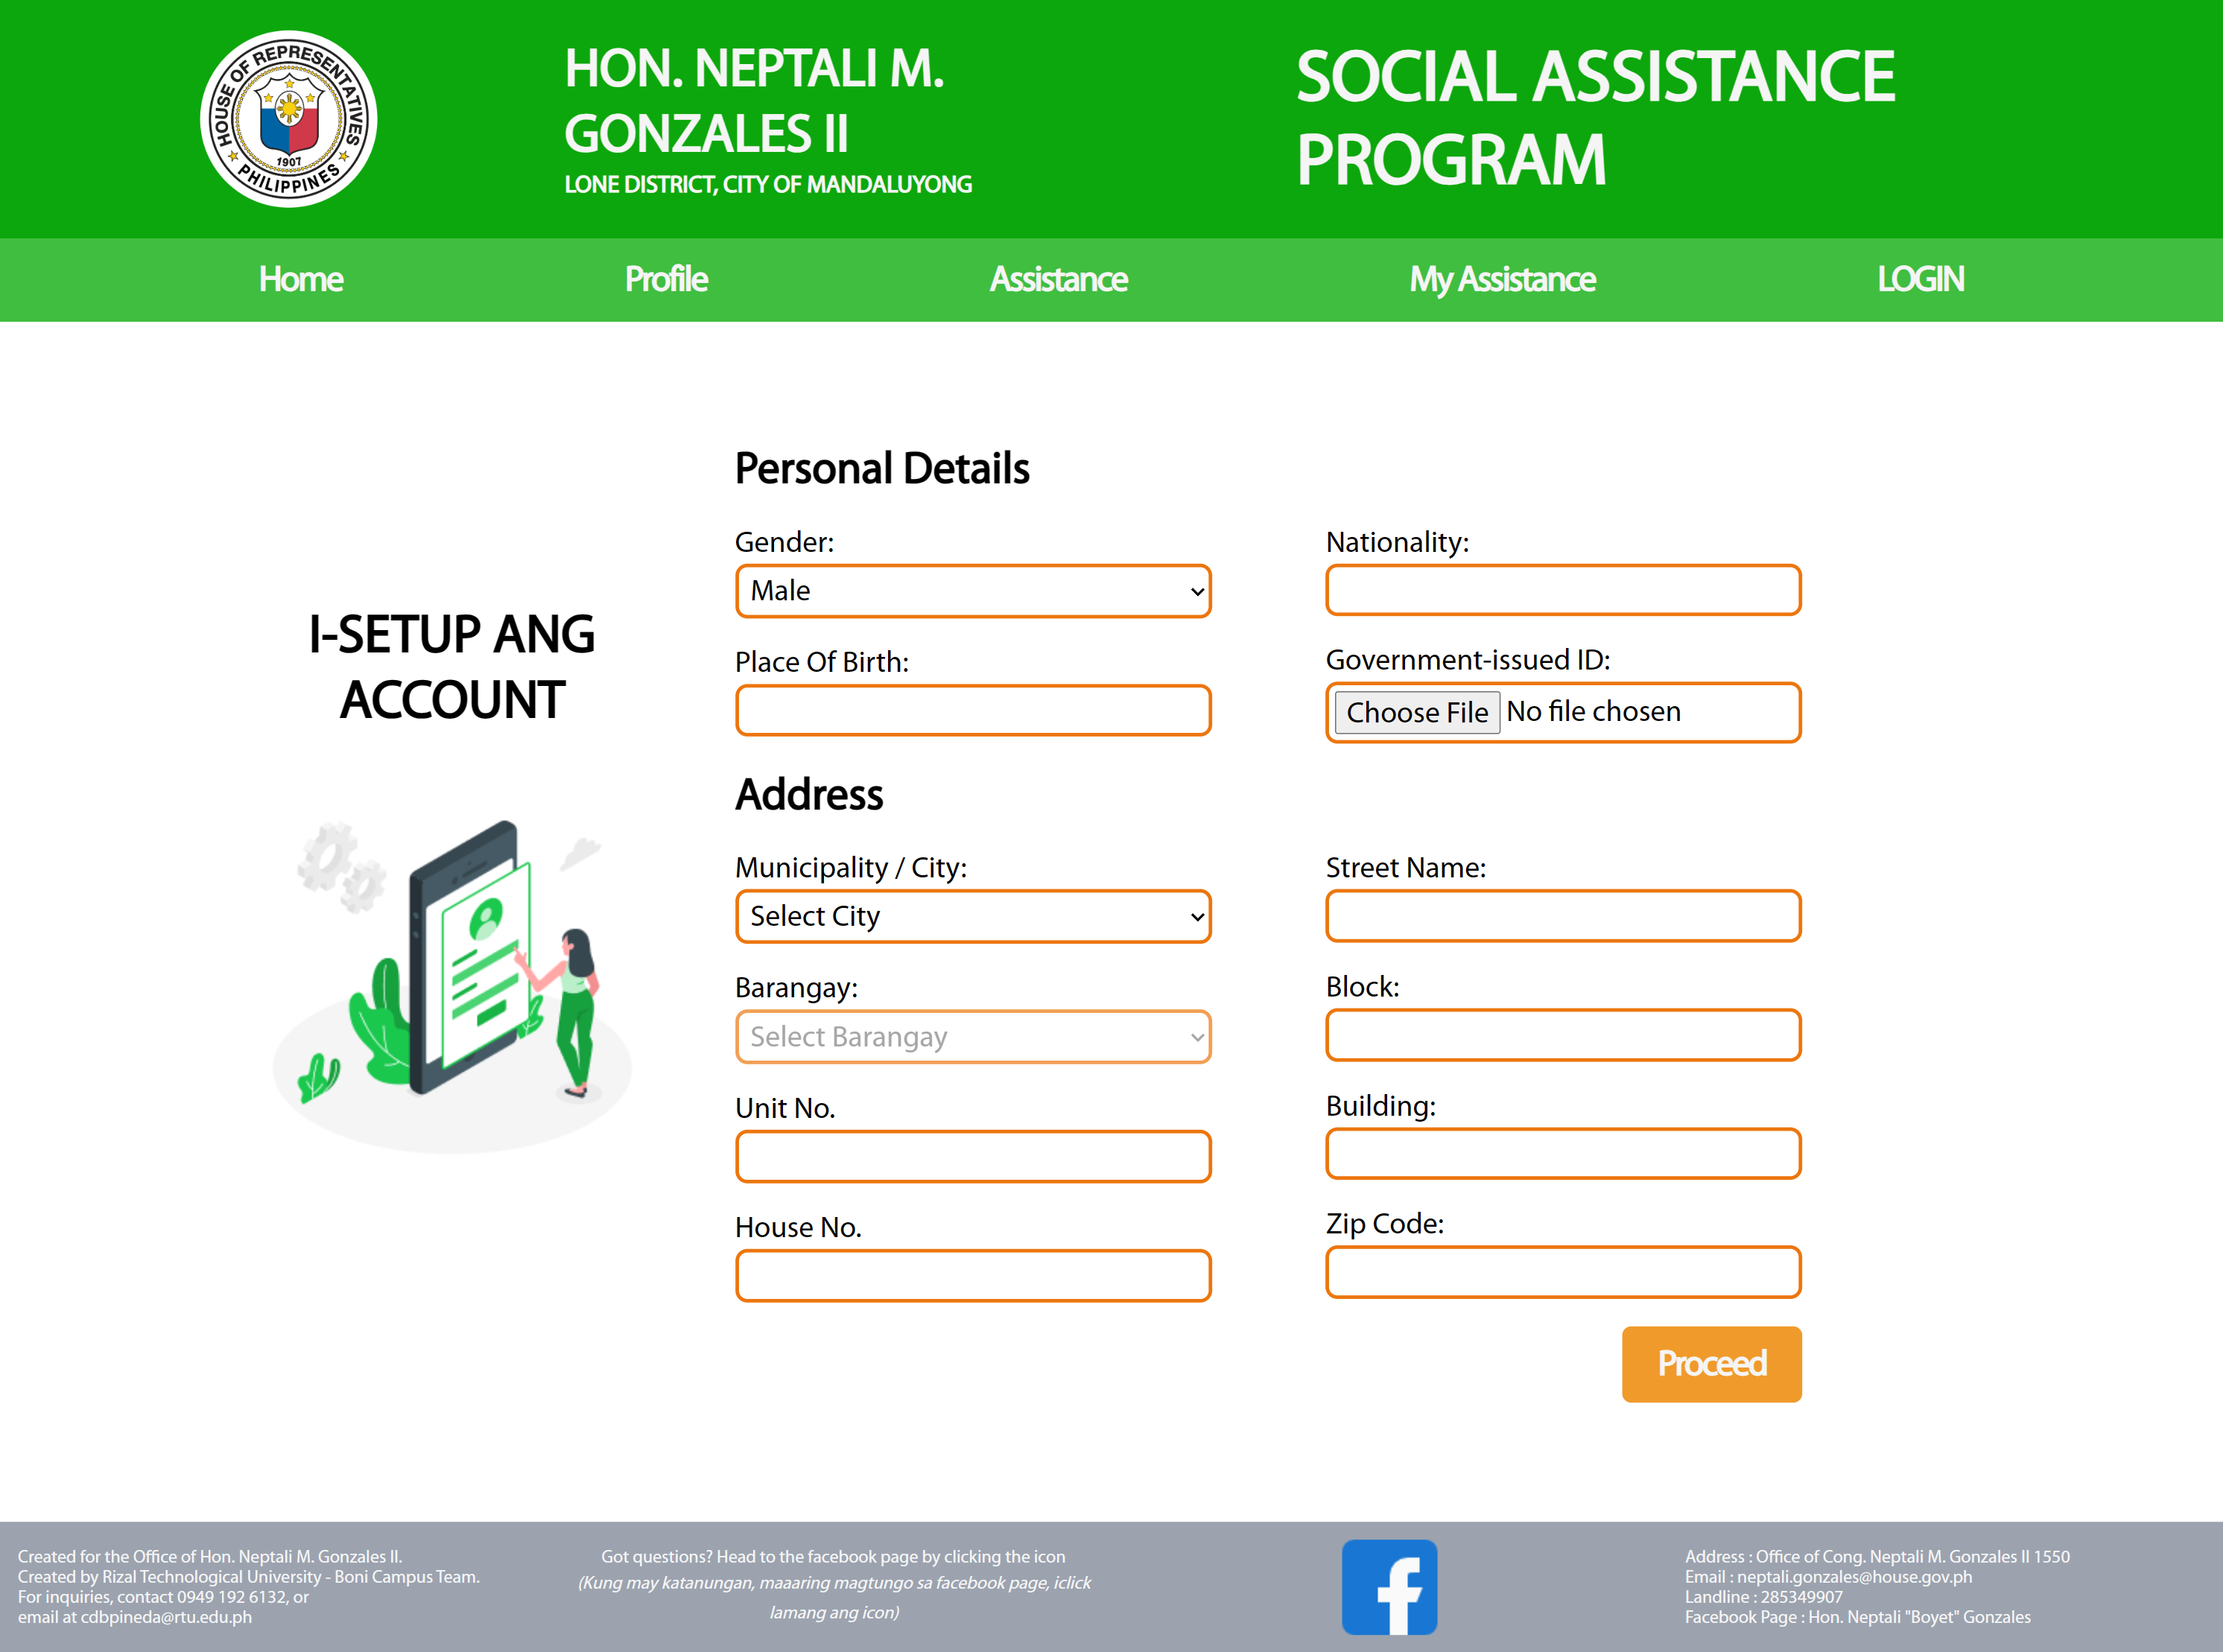 HOUSE OF REPRESENTATIVES
1907
PHILIPPINES
HON. NEPTALI M.
GONZALES II
LONE DISTRICT, CITY OF MANDALUYONG
SOCIAL ASSISTANCE
PROGRAM
Home
Profile
Assistance
My Assistance
LOGIN
I-SETUP ANG
ACCOUNT
Personal Details
Gender:
Male
Nationality:
Place Of Birth:
Government-issued ID:
Choose File No file chosen
Address
Municipality / City:
Select City
Street Name:
Barangay:
Select Barangay
Block:
Unit No.
Building:
House No.
Zip Code:
Proceed
Created for the Office of Hon. Neptali M. Gonzales II.
Created by Rizal Technological University - Boni Campus Team.
For inquiries, contact 0949 192 6132, or
email at cdbpineda@rtu.edu.ph
Got questions? Head to the facebook page by clicking the icon
(Kung may katanungan, maaaring magtungo sa facebook page, iclick
lamang ang icon)
Address : Office of Cong. Neptali M. Gonzales II 1550
Email : neptali.gonzales@house.gov.ph
Landline : 285349907
Facebook Page : Hon. Neptali "Boyet" Gonzales